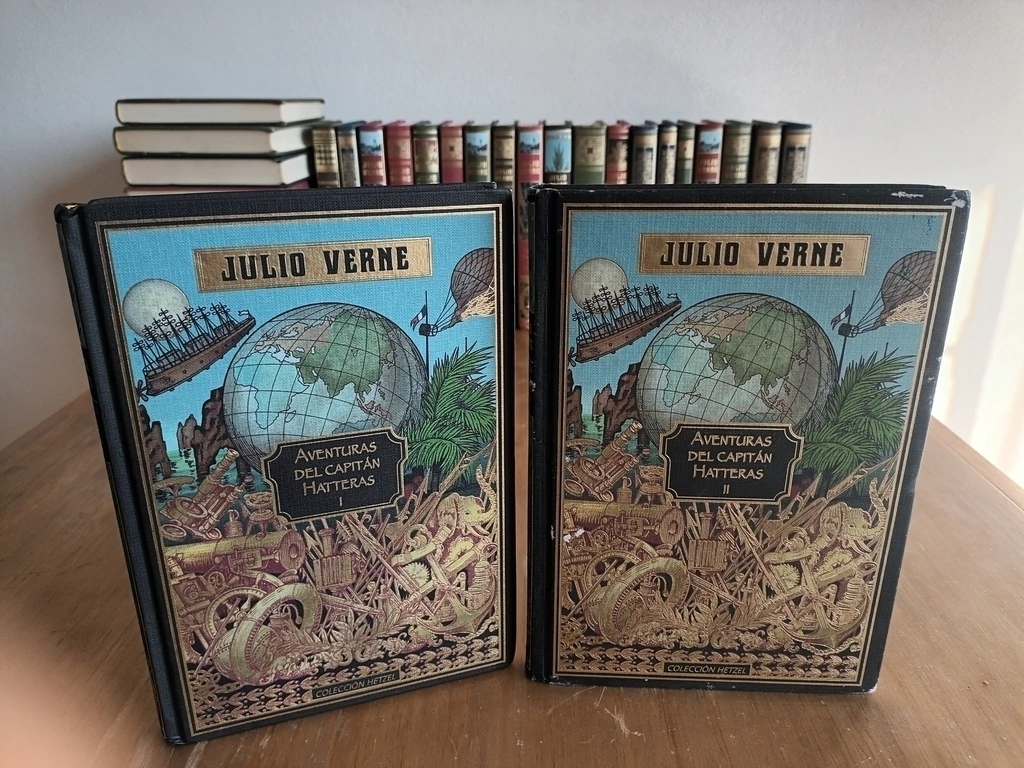 JULIO VERNE
AVENTURAS
DEL CAPITÁN
HATTERAS
I
COLECCIÓN HETZEL
JULIO VERNE
AVENTURAS
DEL CAPITÁN
HATTERAS
II
COLECCIÓN HETZEL